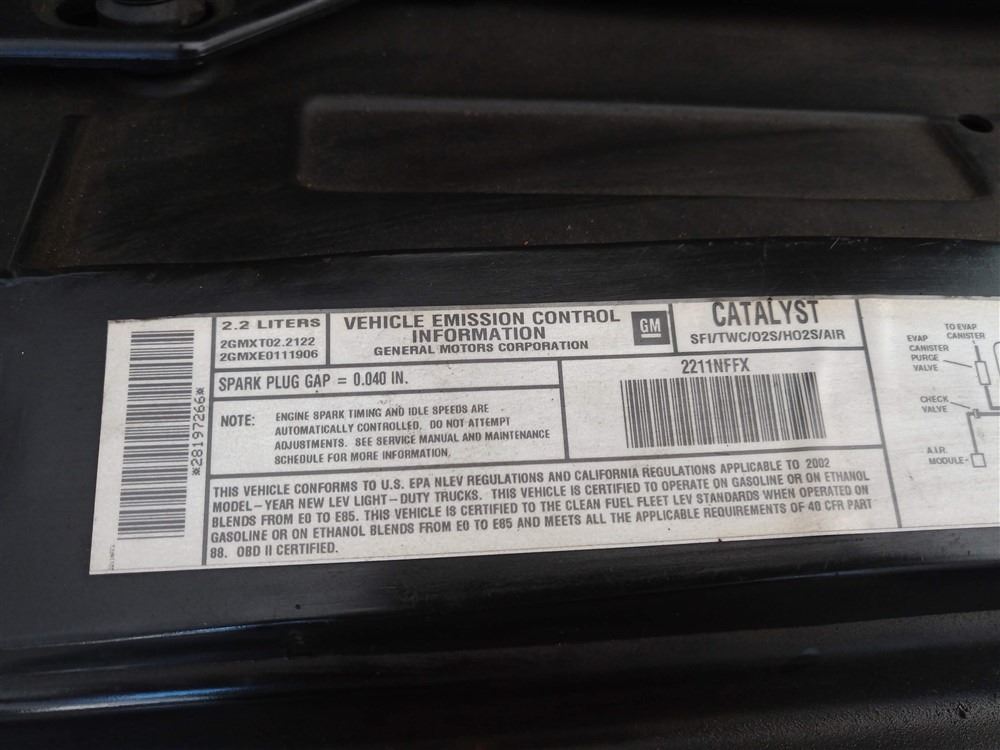 *28197266*
2.2 LITERS
2GMXT02.2122
2GMXE0111906
VEHICLE EMISSION CONTROL
INFORMATION
GENERAL MOTORS CORPORATION
GM
CATALYST
SFI/TWC/O2S/HO2S/AIR
SPARK PLUG GAP = 0.040 IN.
NOTE: ENGINE SPARK TIMING AND IDLE SPEEDS ARE
AUTOMATICALLY CONTROLLED. DO NOT ATTEMPT
ADJUSTMENTS. SEE SERVICE MANUAL AND MAINTENANCE
SCHEDULE FOR MORE INFORMATION.
2211NFFX
THIS VEHICLE CONFORMS TO U.S. EPA NLEV REGULATIONS AND CALIFORNIA REGULATIONS APPLICABLE TO 2002
MODEL-YEAR NEW LEV LIGHT-DUTY TRUCKS. THIS VEHICLE IS CERTIFIED TO OPERATE ON GASOLINE OR ON ETHANOL
BLENDS FROM E0 TO E85. THIS VEHICLE IS CERTIFIED TO THE CLEAN FUEL FLEET LEV STANDARDS WHEN OPERATED ON
GASOLINE OR ON ETHANOL BLENDS FROM E0 TO E85 AND MEETS ALL THE APPLICABLE REQUIREMENTS OF 40 CFR PART
88. OBD II CERTIFIED.
TO EVAP
CANISTER
EVAP
CANISTER
PURGE
VALVE
CHECK
VALVE
A.I.R.
MODULE